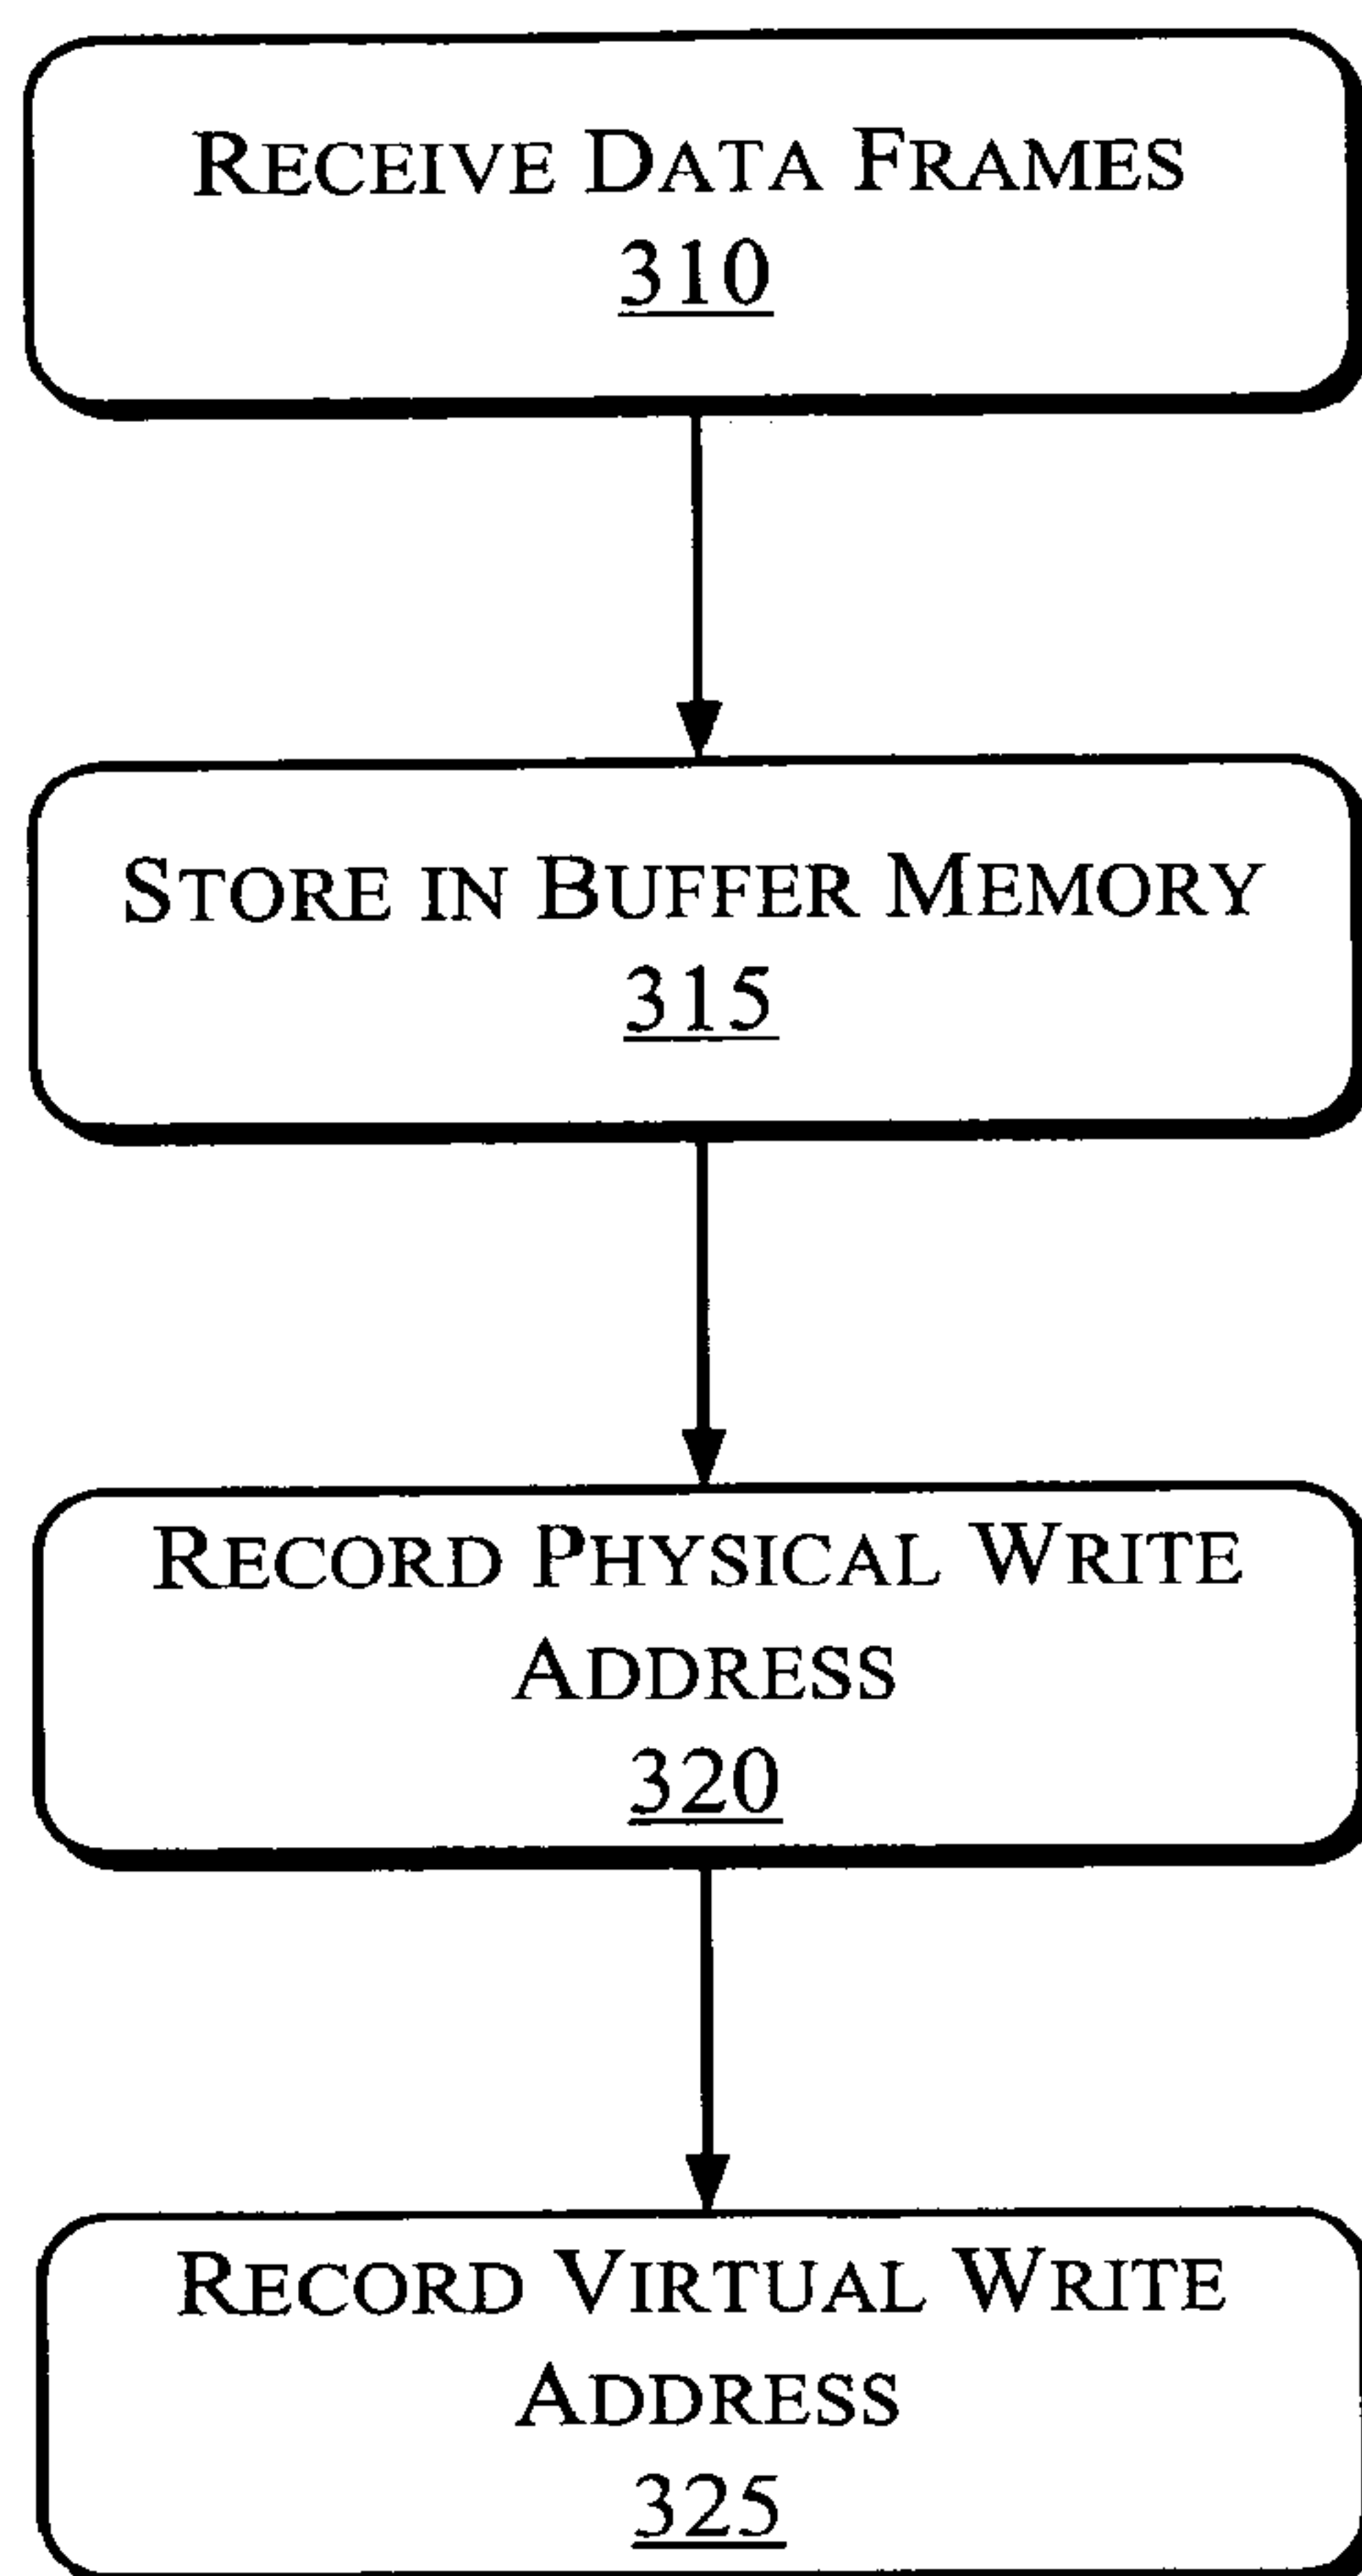 RECEIVE DATA FRAMES
310
STORE IN BUFFER MEMORY
315
RECORD PHYSICAL WRITE
ADDRESS
320
RECORD VIRTUAL WRITE
ADDRESS
325